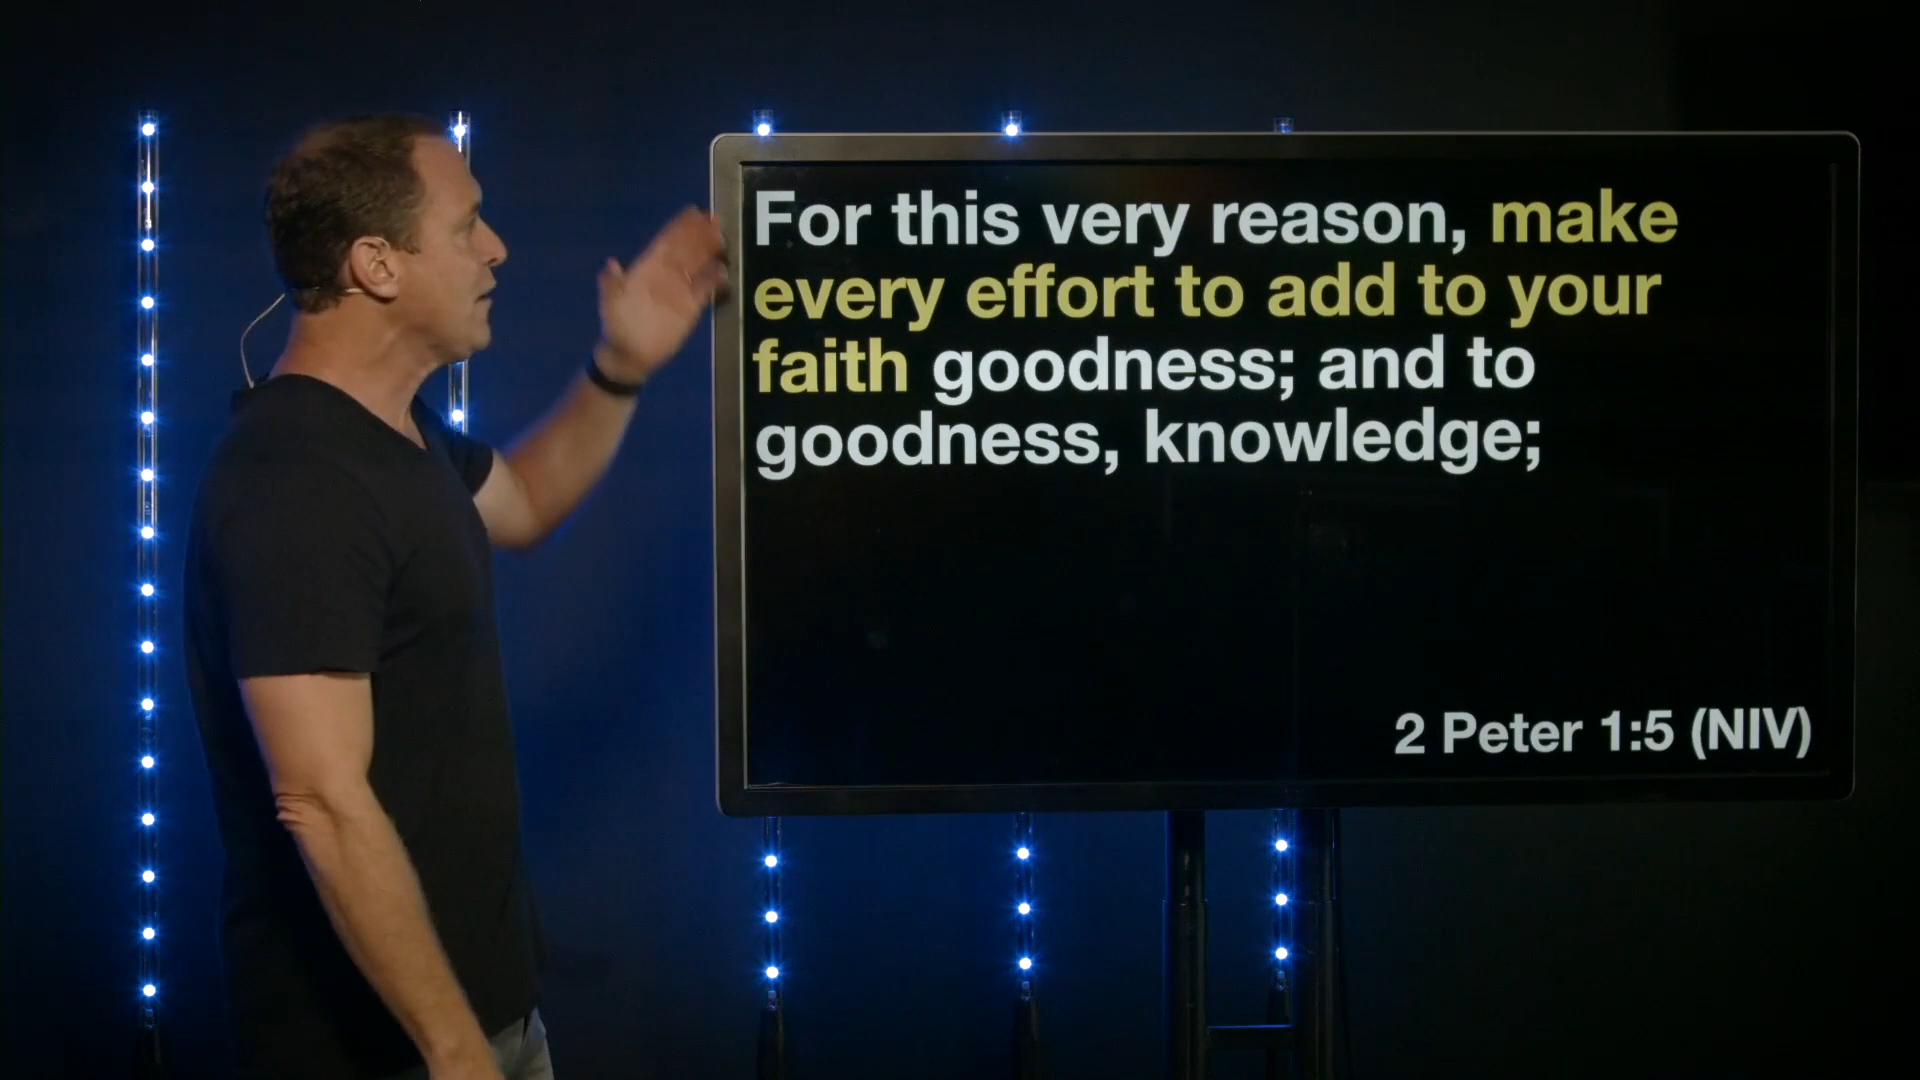 For this very reason, make
every effort to add to your
faith goodness; and to
goodness, knowledge;
2 Peter 1:5 (NIV)